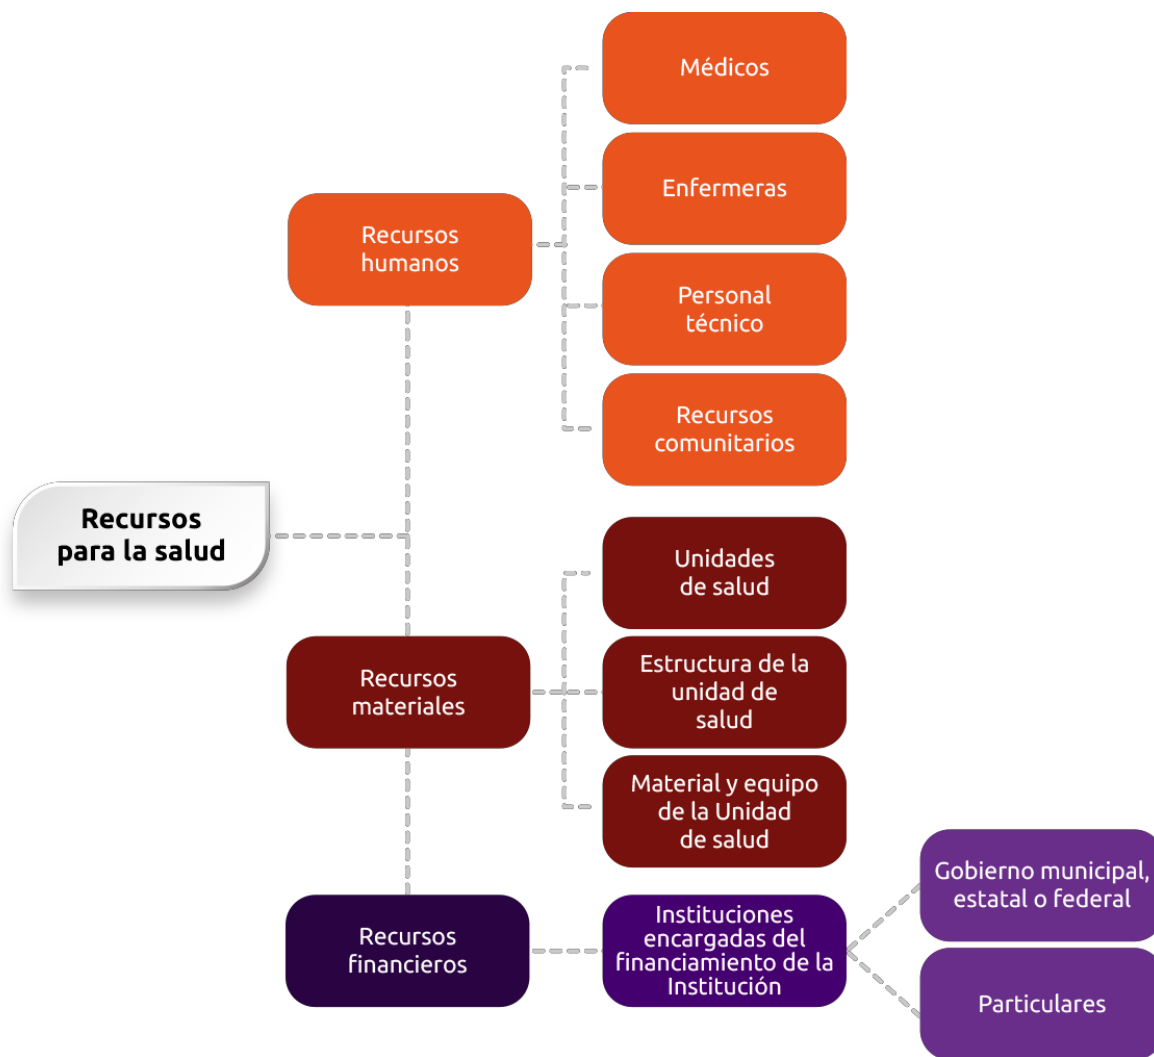 Recursos
para la salud
Recursos
humanos
Médicos
Enfermeras
Personal
técnico
Recursos
comunitarios
Recursos
materiales
Unidades
de salud
Estructura de la
unidad de
salud
Material y equipo
de la Unidad
de salud
Recursos
financieros
Instituciones
encargadas del
financiamiento de la
Institución
Gobierno municipal,
estatal o federal
Particulares